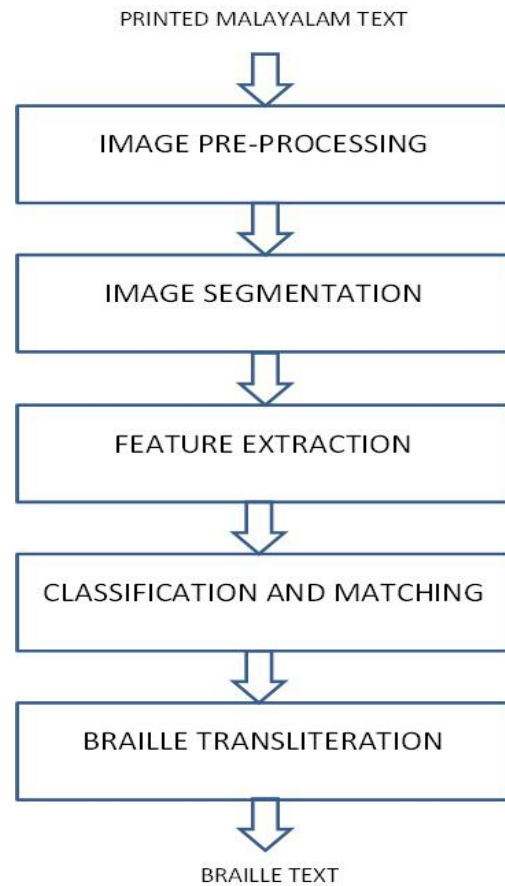 PRINTED MALAYALAM TEXT
IMAGE PRE-PROCESSING
IMAGE SEGMENTATION
FEATURE EXTRACTION
CLASSIFICATION AND MATCHING
BRAILLE TRANSLITERATION
BRAILLE TEXT